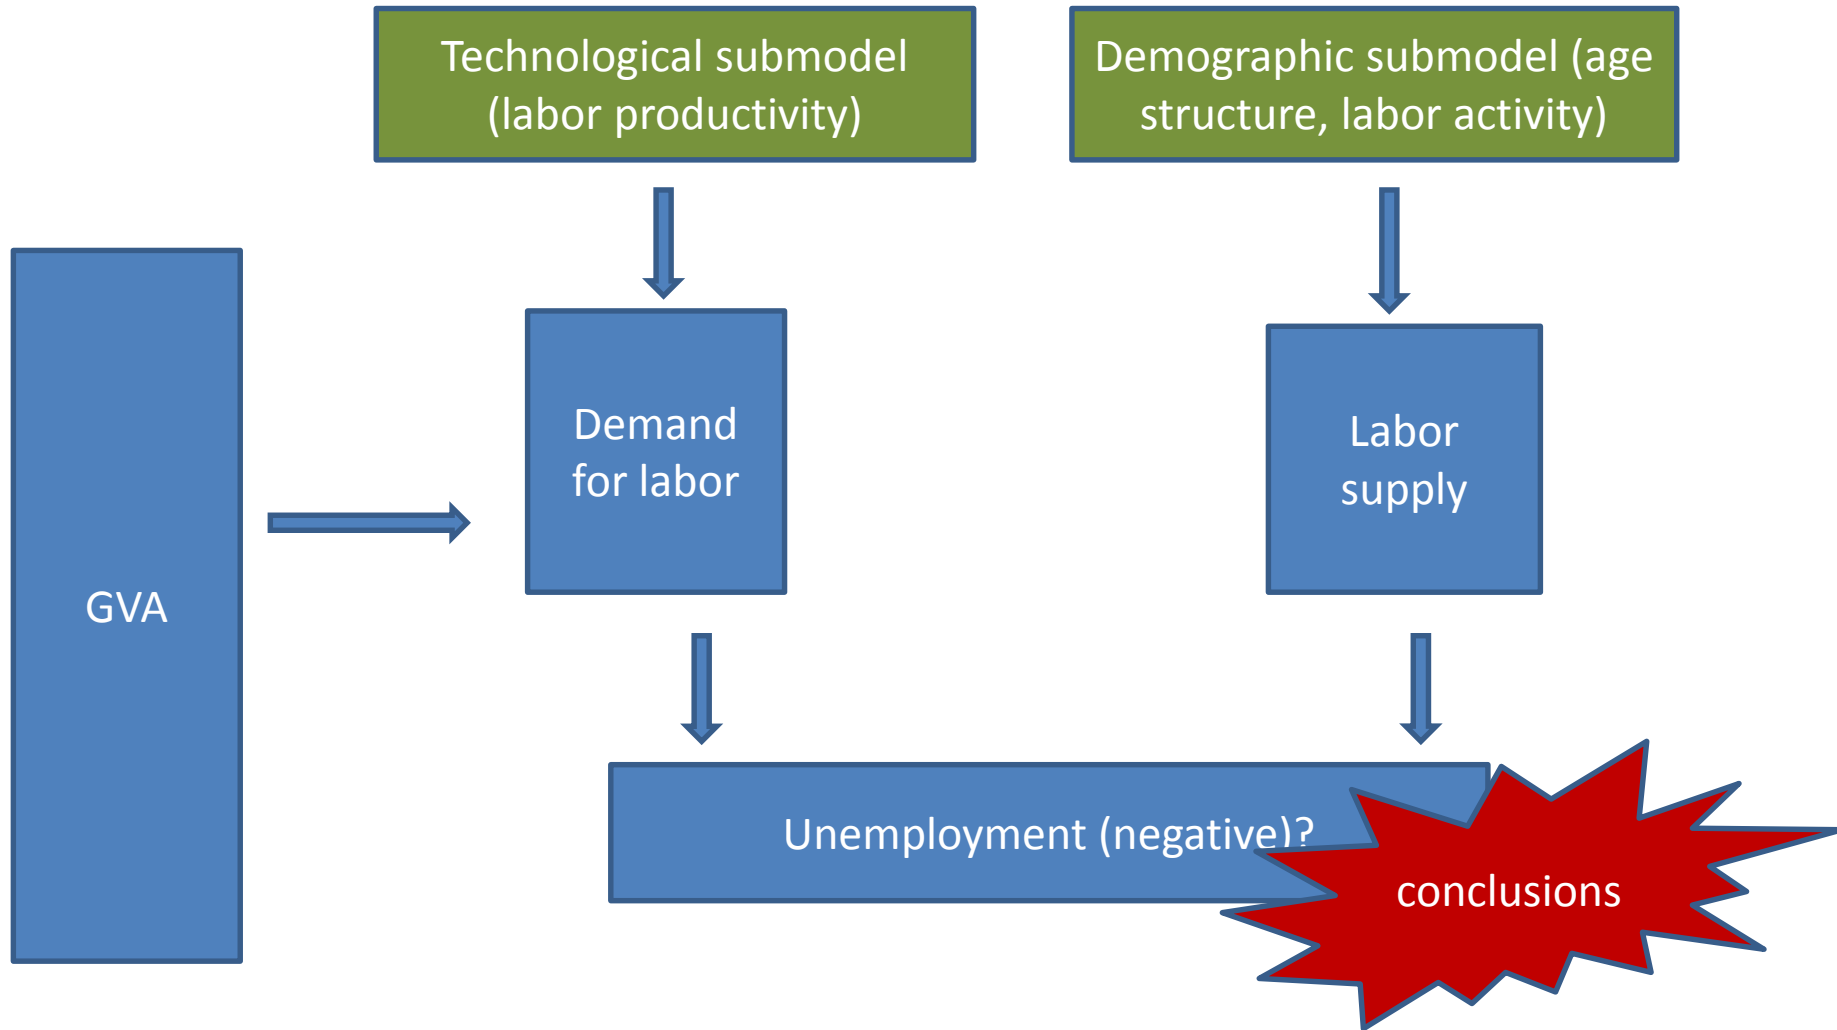 Technological submodel
(labor productivity)
Demographic submodel (age
structure, labor activity)
Demand
for labor
Labor
supply
GVA
Unemployment (negative)?
conclusions